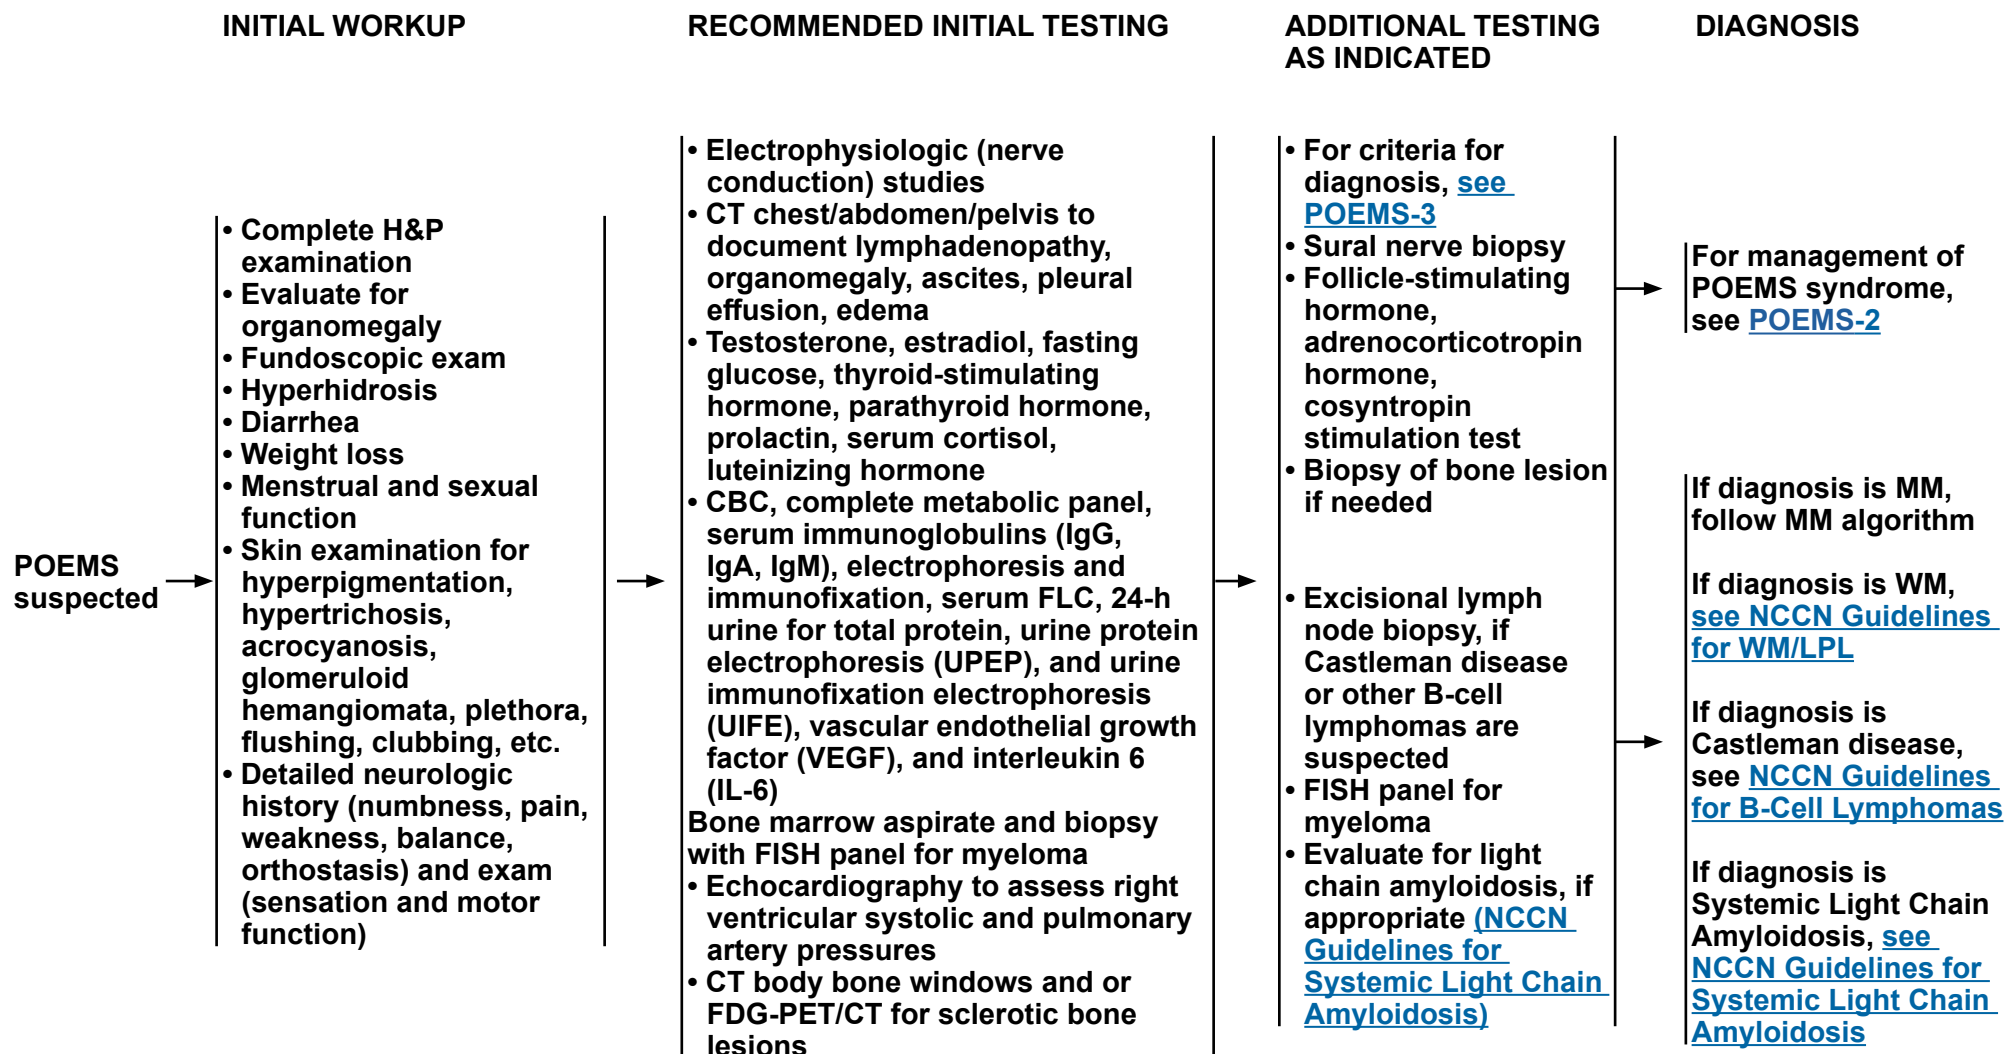 INITIAL WORKUP
RECOMMENDED INITIAL TESTING
ADDITIONAL TESTING
AS INDICATED
DIAGNOSIS
POEMS
suspected
• Complete H&P
examination
• Evaluate for
organomegaly
• Fundoscopic exam
• Hyperhidrosis
• Diarrhea
• Weight loss
• Menstrual and sexual
function
• Skin examination for
hyperpigmentation,
hypertrichosis,
acrocyanosis,
glomeruloid
hemangiomata, plethora,
flushing, clubbing, etc.
• Detailed neurologic
history (numbness, pain,
weakness, balance,
orthostasis) and exam
(sensation and motor
function)
• Electrophysiologic (nerve
conduction) studies
• CT chest/abdomen/pelvis to
document lymphadenopathy,
organomegaly, ascites, pleural
effusion, edema
• Testosterone, estradiol, fasting
glucose, thyroid-stimulating
hormone, parathyroid hormone,
prolactin, serum cortisol,
luteinizing hormone
• CBC, complete metabolic panel,
serum immunoglobulins (IgG,
IgA, IgM), electrophoresis and
immunofixation, serum FLC, 24-h
urine for total protein, urine protein
electrophoresis (UPEP), and urine
immunofixation electrophoresis
(UIFE), vascular endothelial growth
factor (VEGF), and interleukin 6
(IL-6)
Bone marrow aspirate and biopsy
with FISH panel for myeloma
• Echocardiography to assess right
ventricular systolic and pulmonary
artery pressures
• CT body bone windows and or
FDG-PET/CT for sclerotic bone
lesions
• For criteria for
diagnosis, see
POEMS-3
• Sural nerve biopsy
• Follicle-stimulating
hormone,
adrenocorticotropin
hormone,
cosyntropin
stimulation test
• Biopsy of bone lesion
if needed
• Excisional lymph
node biopsy, if
Castleman disease
or other B-cell
lymphomas are
suspected
• FISH panel for
myeloma
• Evaluate for light
chain amyloidosis, if
appropriate (NCCN
Guidelines for
Systemic Light Chain
Amyloidosis)
For management of
POEMS syndrome,
see POEMS-2
If diagnosis is MM,
follow MM algorithm
If diagnosis is WM,
see NCCN Guidelines
for WM/LPL
If diagnosis is
Castleman disease,
see NCCN Guidelines
for B-Cell Lymphomas
If diagnosis is
Systemic Light Chain
Amyloidosis, see
NCCN Guidelines for
Systemic Light Chain
Amyloidosis